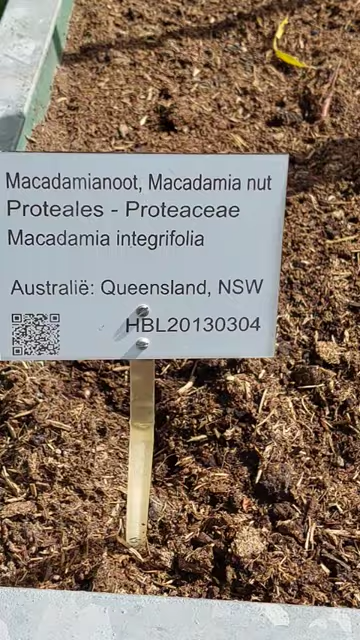 Macadamianoot, Macadamia nut
Proteales - Proteaceae
Macadamia integrifolia
Australië: Queensland, NSW
HBL20130304